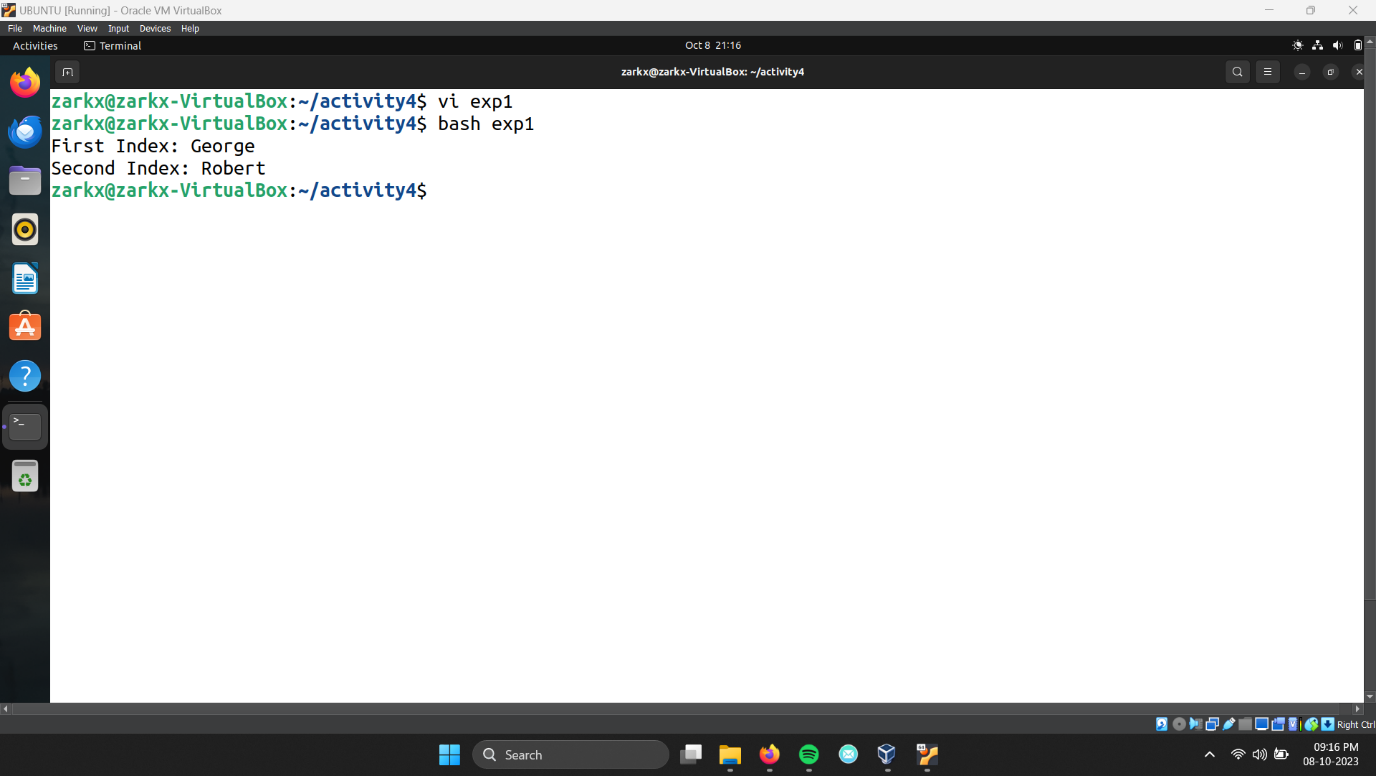 UBUNTU [Running] - Oracle VM VirtualBox
File Machine View Input Devices Help
Activities Terminal Oct 8 21:16
zarkx@zarkx-VirtualBox: ~/activity4
zarkx@zarkx-VirtualBox:~/activity4$ vi exp1
zarkx@zarkx-VirtualBox:~/activity4$ bash exp1
First Index: George
Second Index: Robert
zarkx@zarkx-VirtualBox:~/activity4$
Right Ctrl
Search
09:16 PM
08-10-2023